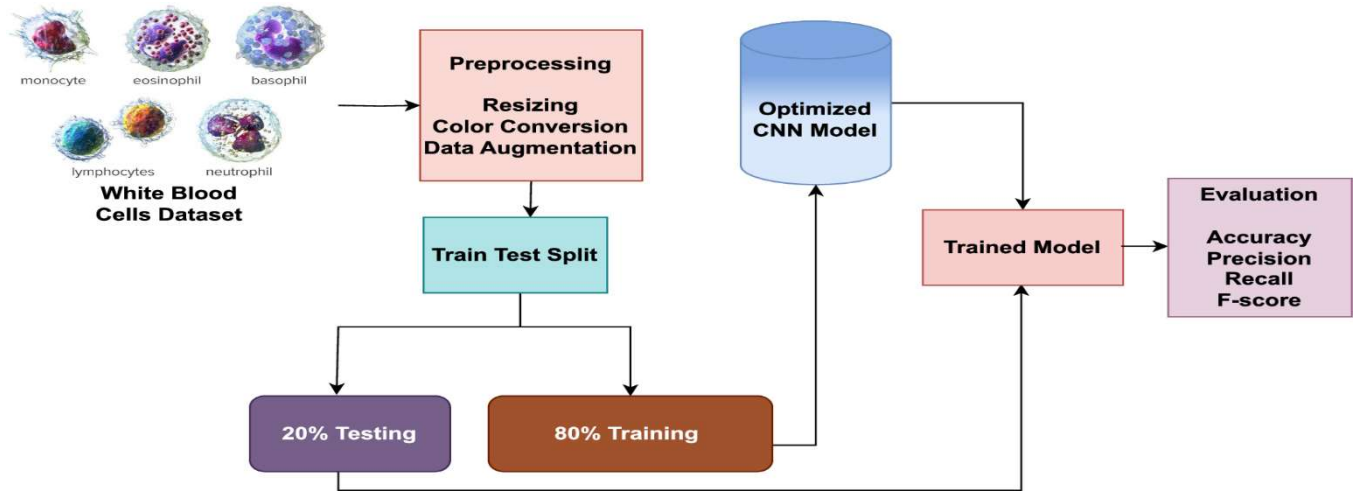 monocyte
eosinophil
basophil
lymphocytes
neutrophil
White Blood
Cells Dataset
Preprocessing
Resizing
Color Conversion
Data Augmentation
Train Test Split
20% Testing
80% Training
Optimized
CNN Model
Trained Model
Evaluation
Accuracy
Precision
Recall
F-score